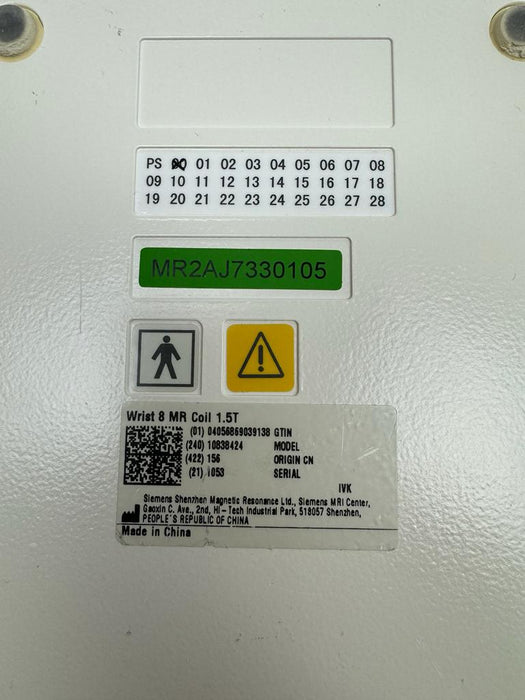 PS 00 01 02 03 04 05 06 07 08
09 10 11 12 13 14 15 16 17 18
19 20 21 22 23 24 25 26 27 28
MR2AJ7330105
Wrist 8 MR Coil 1.5T
(01) 04056869039138 GTIN
(240) 10838424 MODEL
(422) 156 ORIGIN CN
(21) 1053 SERIAL
IVK
Siemens Shenzhen Magnetic Resonance Ltd., Siemens MRI Center,
Gaoxin C. Ave., 2nd, Hi-Tech Industrial Park, 518057 Shenzhen,
PEOPLE'S REPUBLIC OF CHINA
Made in China